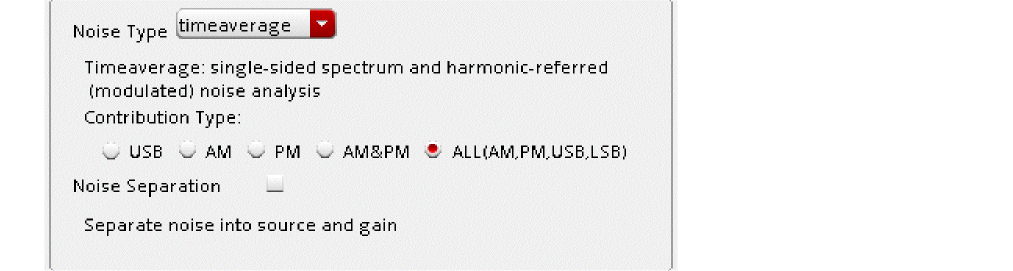 Noise Type timeaverage
Timeaverage: single-sided spectrum and harmonic-referred
(modulated) noise analysis
Contribution Type:
USB AM PM AM&PM ALL(AM,PM,USB,LSB)
Noise Separation
Separate noise into source and gain